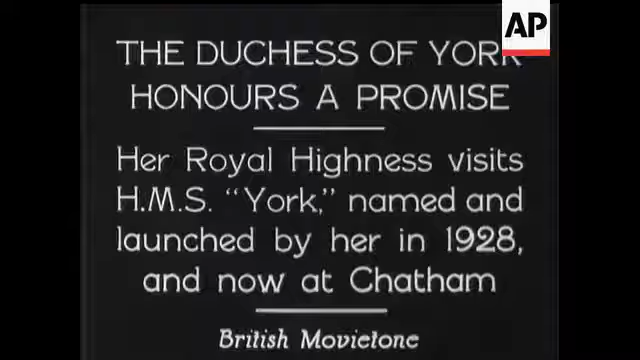 AP
THE DUCHESS OF YORK
HONOURS A PROMISE
Her Royal Highness visits
H.M.S. "York," named and
launched by her in 1928,
and now at Chatham
British Movietone